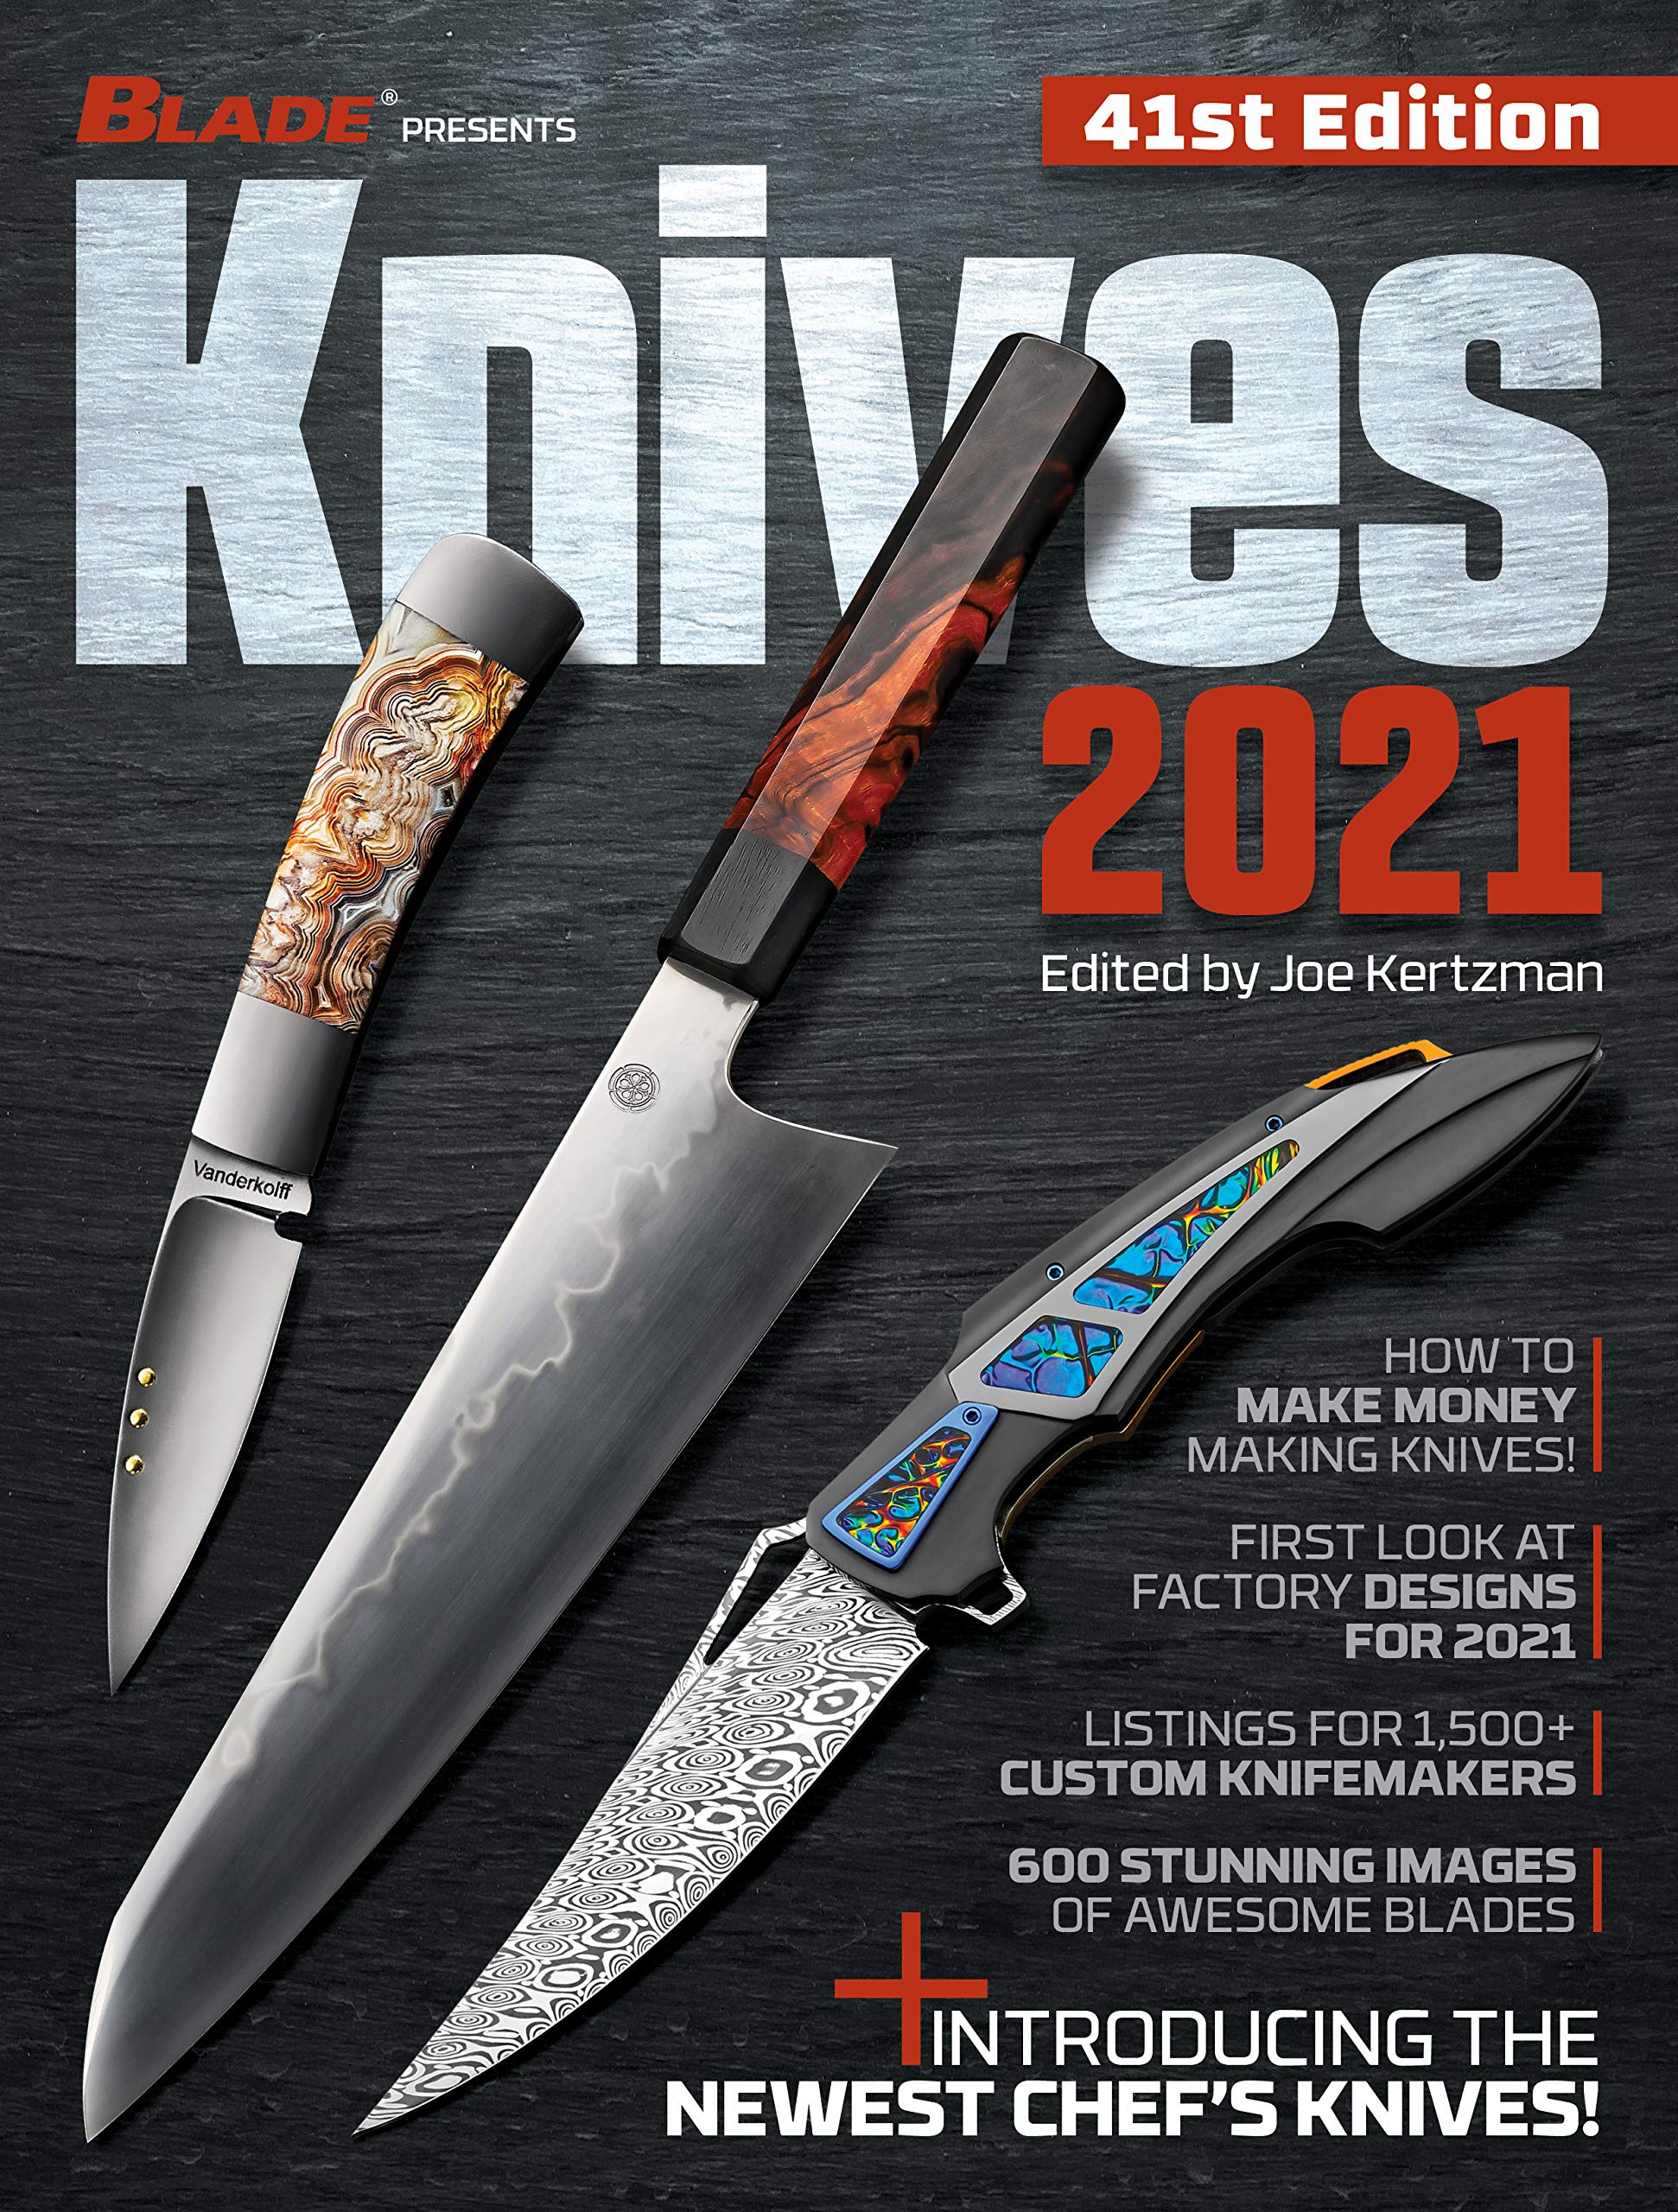 BLADE® PRESENTS
41st Edition
Knives
2021
Edited by Joe Kertzman
Vanderkolff
HOW TO
MAKE MONEY
MAKING KNIVES!
FIRST LOOK AT
FACTORY DESIGNS
FOR 2021
LISTINGS FOR 1,500+
CUSTOM KNIFEMAKERS
600 STUNNING IMAGES
OF AWESOME BLADES
+INTRODUCING THE
NEWEST CHEF'S KNIVES!